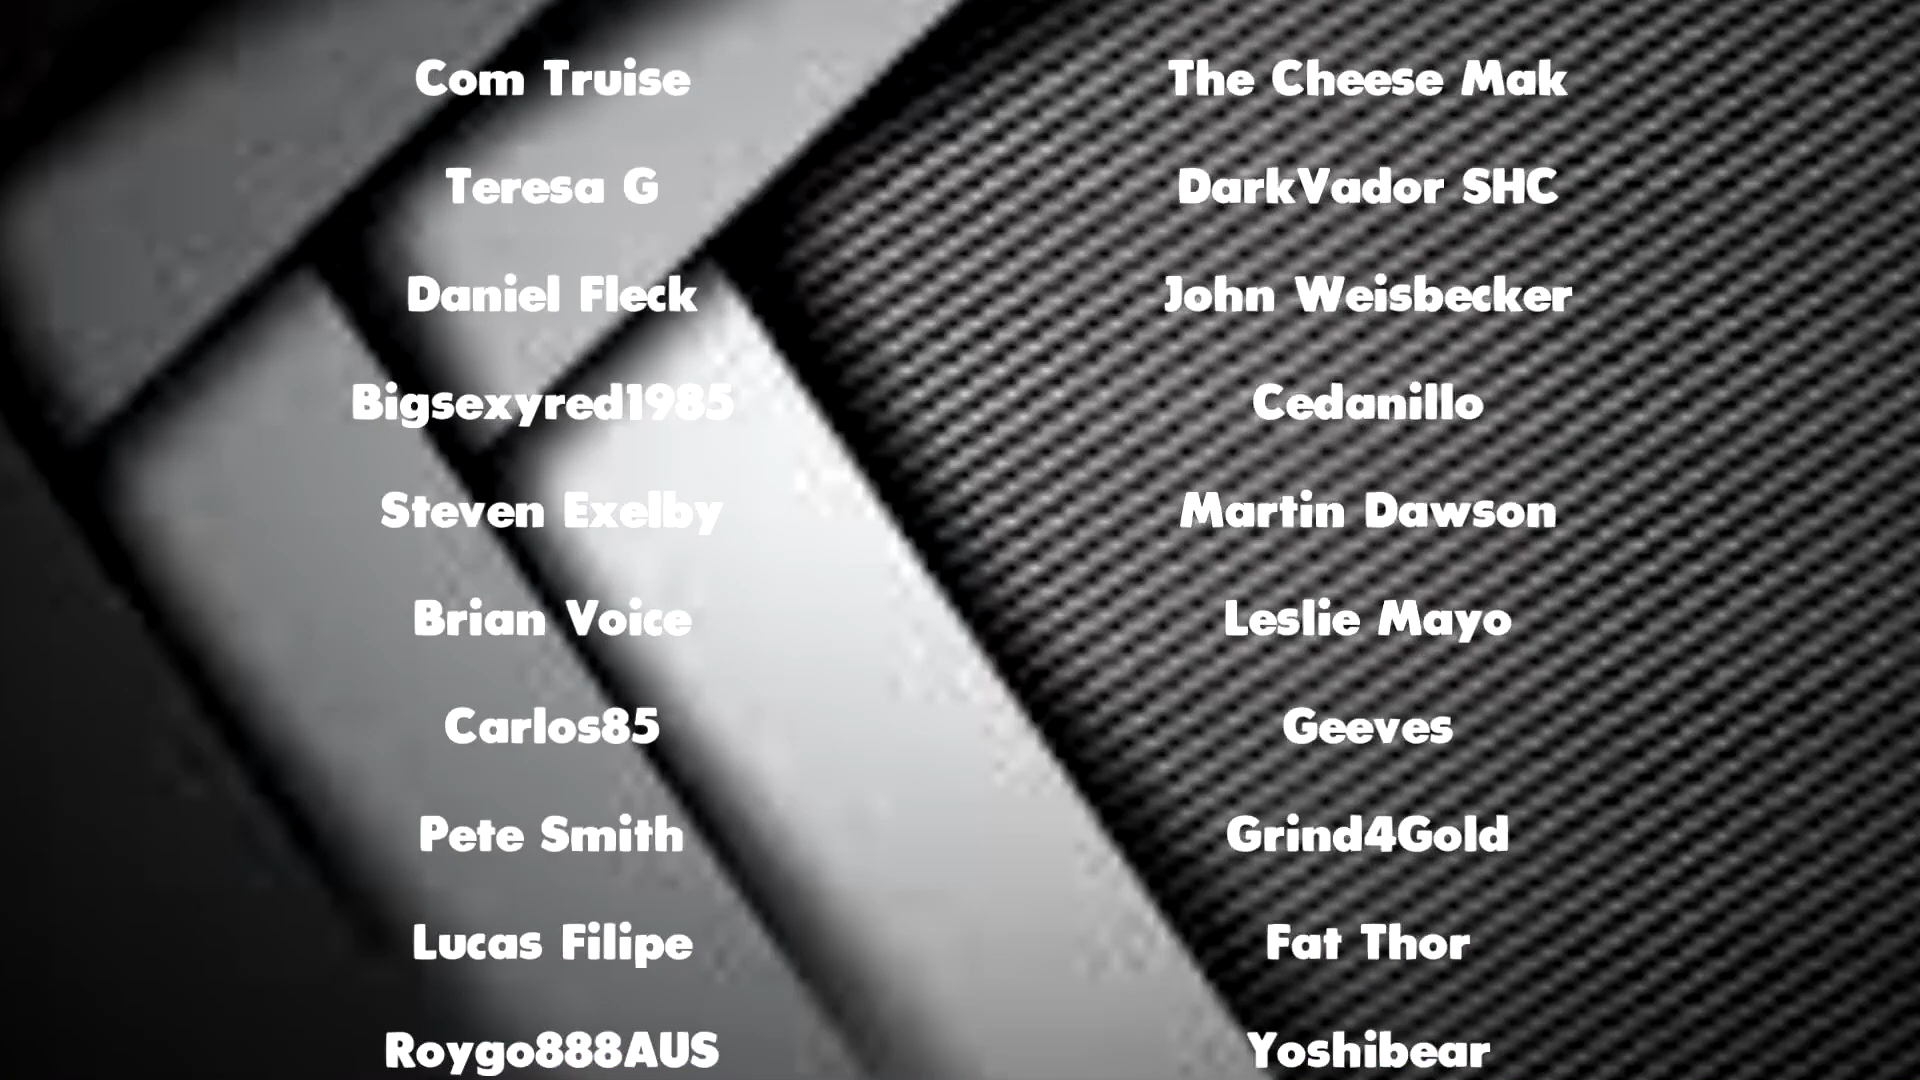 Com Truise
Teresa G
Daniel Fleck
Bigsexyred1985
Steven Exelby
Brian Voice
Carlos85
Pete Smith
Lucas Filipe
Roygo888AUS
The Cheese Mak
DarkVador SHC
John Weisbecker
Cedanillo
Martin Dawson
Leslie Mayo
Geeves
Grind4Gold
Fat Thor
Yoshibear